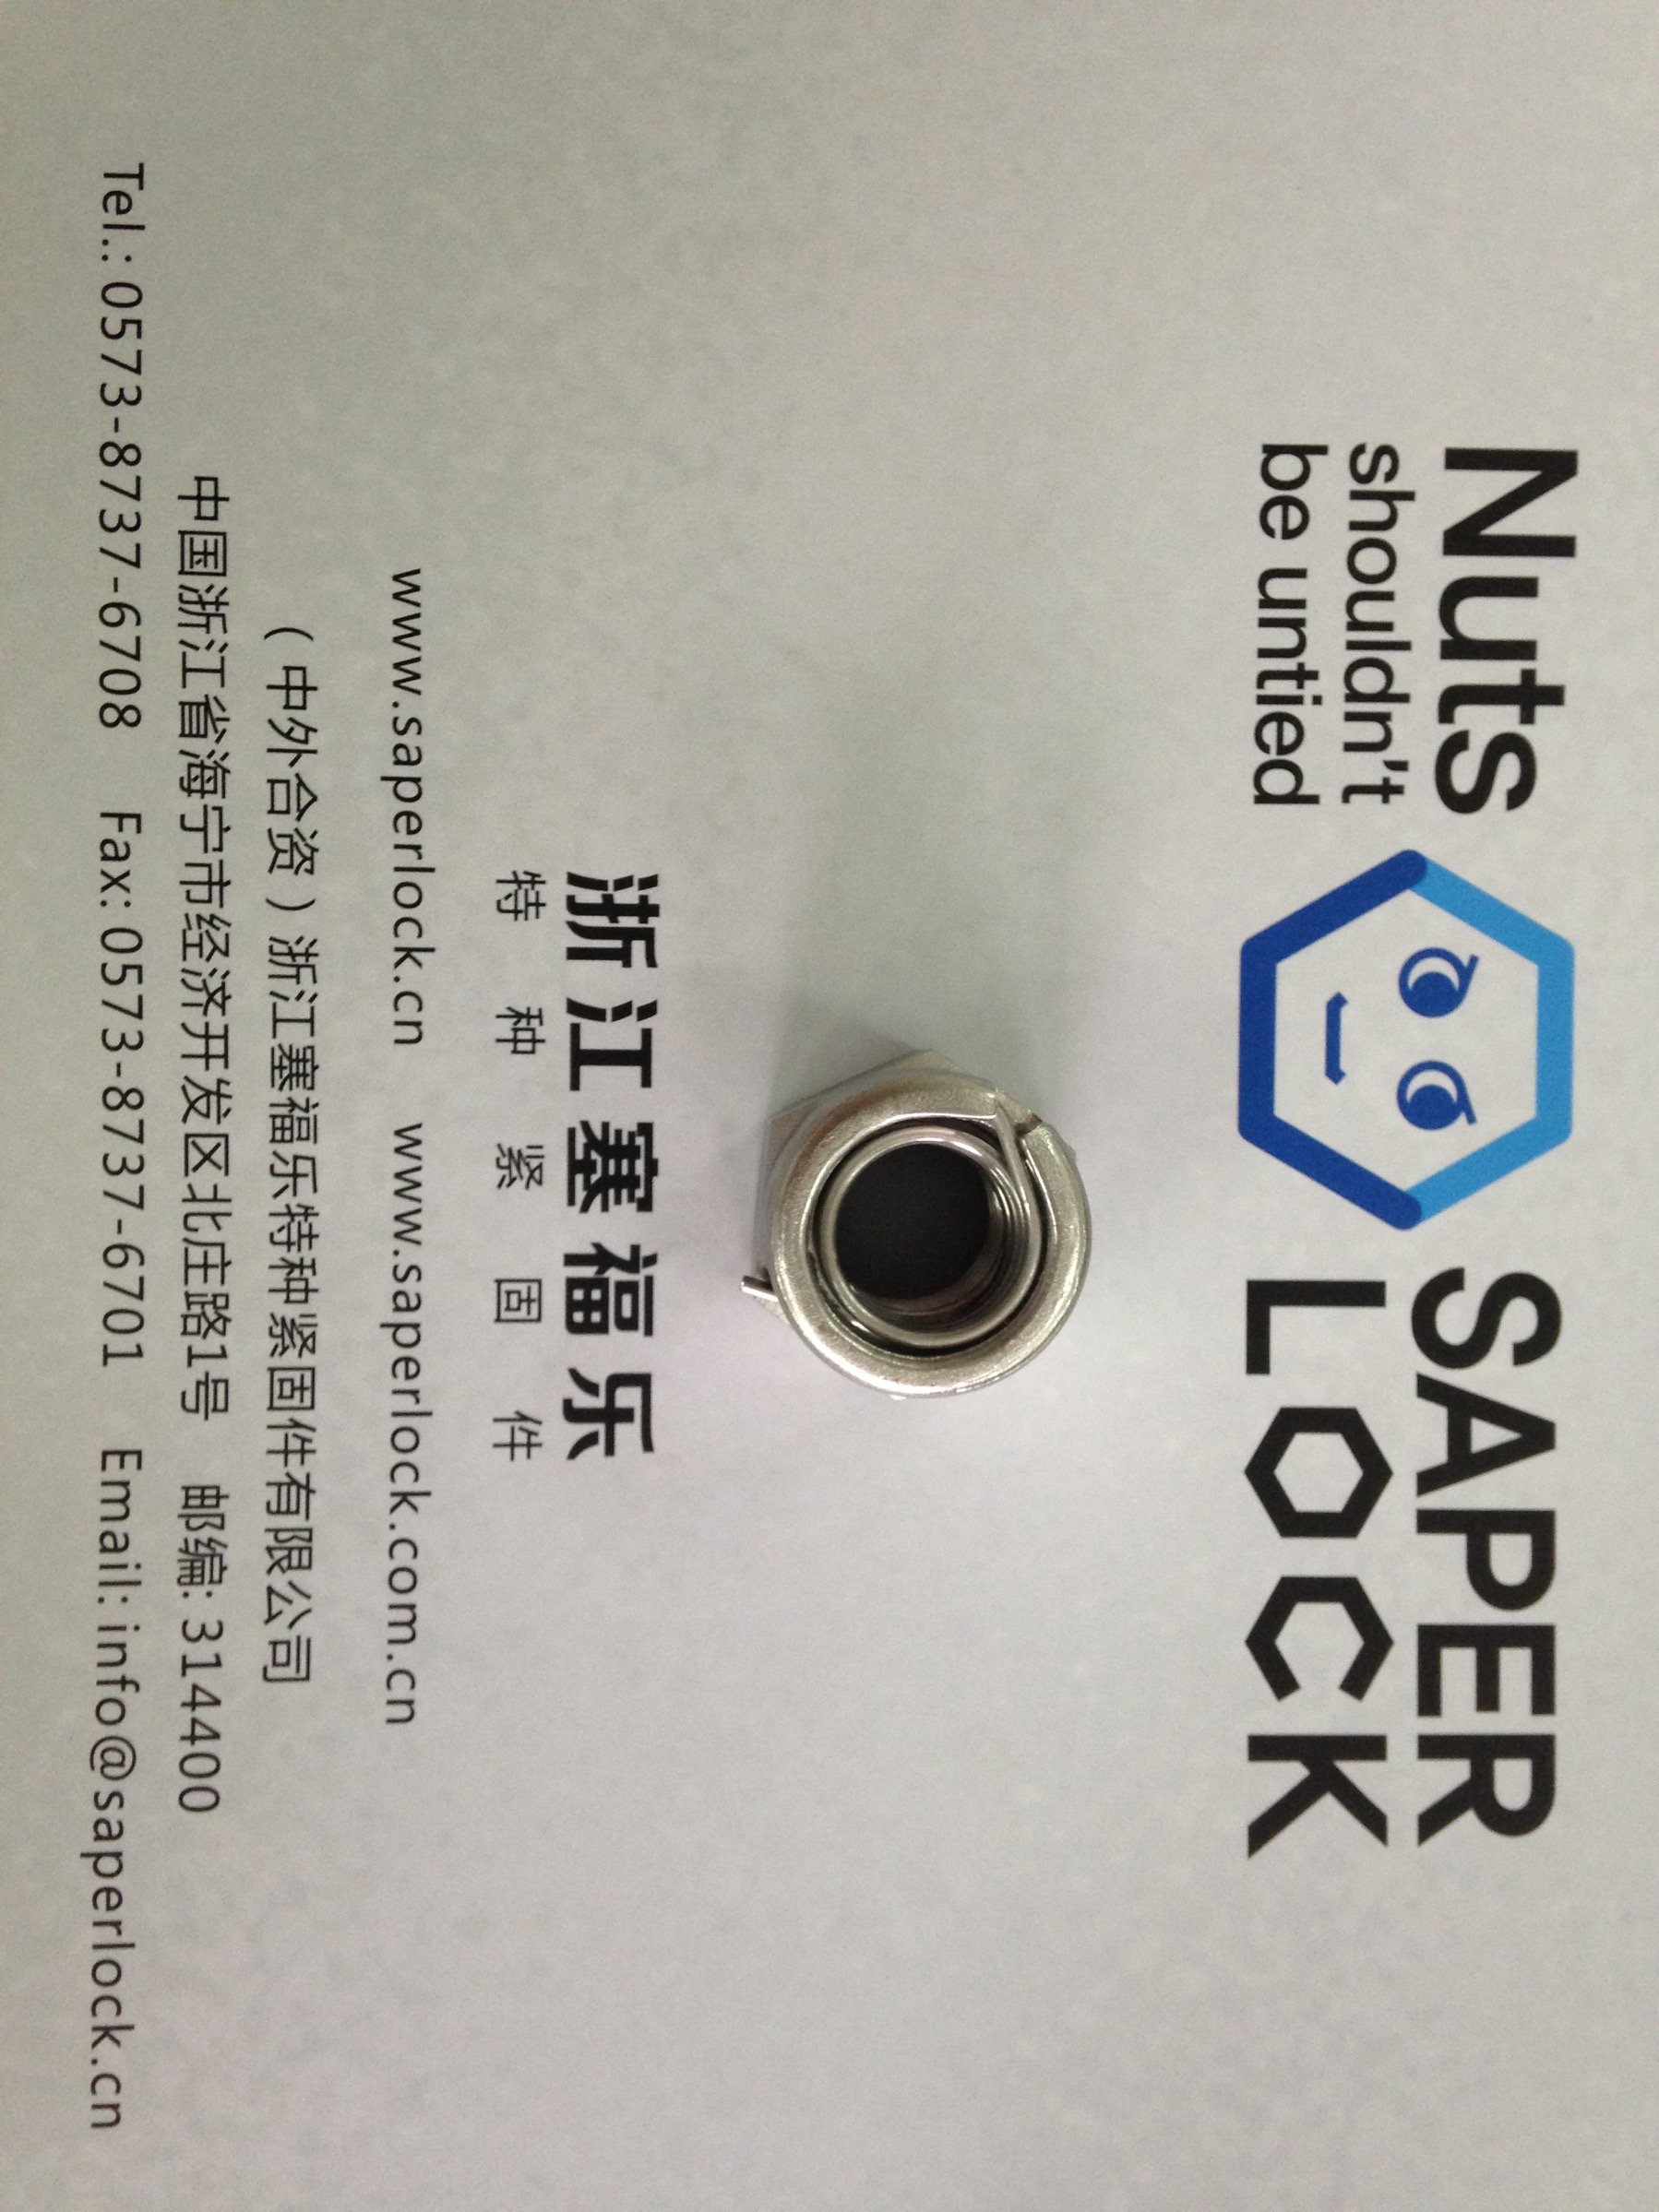 Nuts
shouldn't
be untied
SAPER
LOCK
浙江塞福乐
特种紧固件
www.saperlock.cn www.saperlock.com.cn
（中外合资）浙江塞福乐特种紧固件有限公司
中国浙江省海宁市经济开发区北庄路1号 邮编: 314400
Tel.: 0573-8737-6708 Fax: 0573-8737-6701 Email: info@saperlock.cn